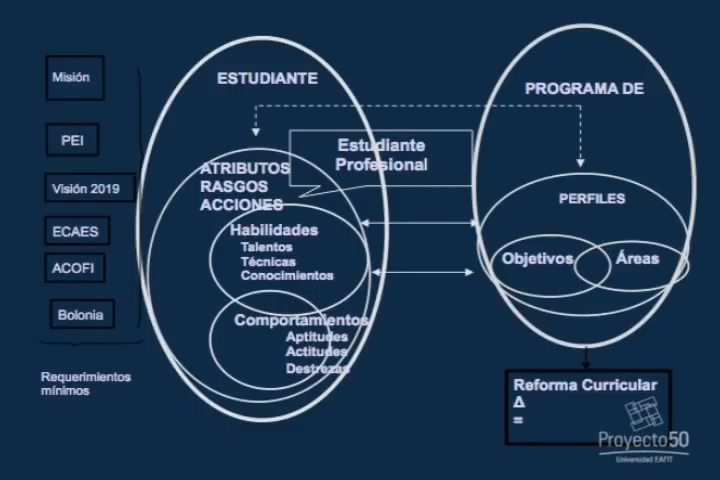 Misión
PEI
Visión 2019
ECAES
ACOFI
Bolonia
Requerimientos
mínimos
ESTUDIANTE
Estudiante
Profesional
ATRIBUTOS
RASGOS
ACCIONES
Habilidades
Talentos
Técnicas
Conocimientos
Comportamientos
Aptitudes
Actitudes
Destrezas
PROGRAMA DE
PERFILES
Objetivos
Áreas
Reforma Curricular
Δ
=
Proyecto50
Universidad EAFIT